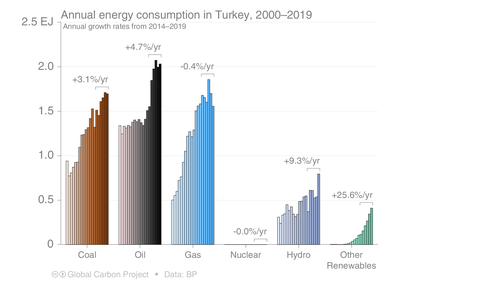 Annual energy consumption in Turkey, 2000–2019
Annual growth rates from 2014–2019
2.5 EJ
2.0
1.5
1.0
0.5
0
+3.1%/yr
+4.7%/yr
-0.4%/yr
-0.0%/yr
+9.3%/yr
+25.6%/yr
Coal
Oil
Gas
Nuclear
Hydro
Other
Renewables
Global Carbon Project • Data: BP